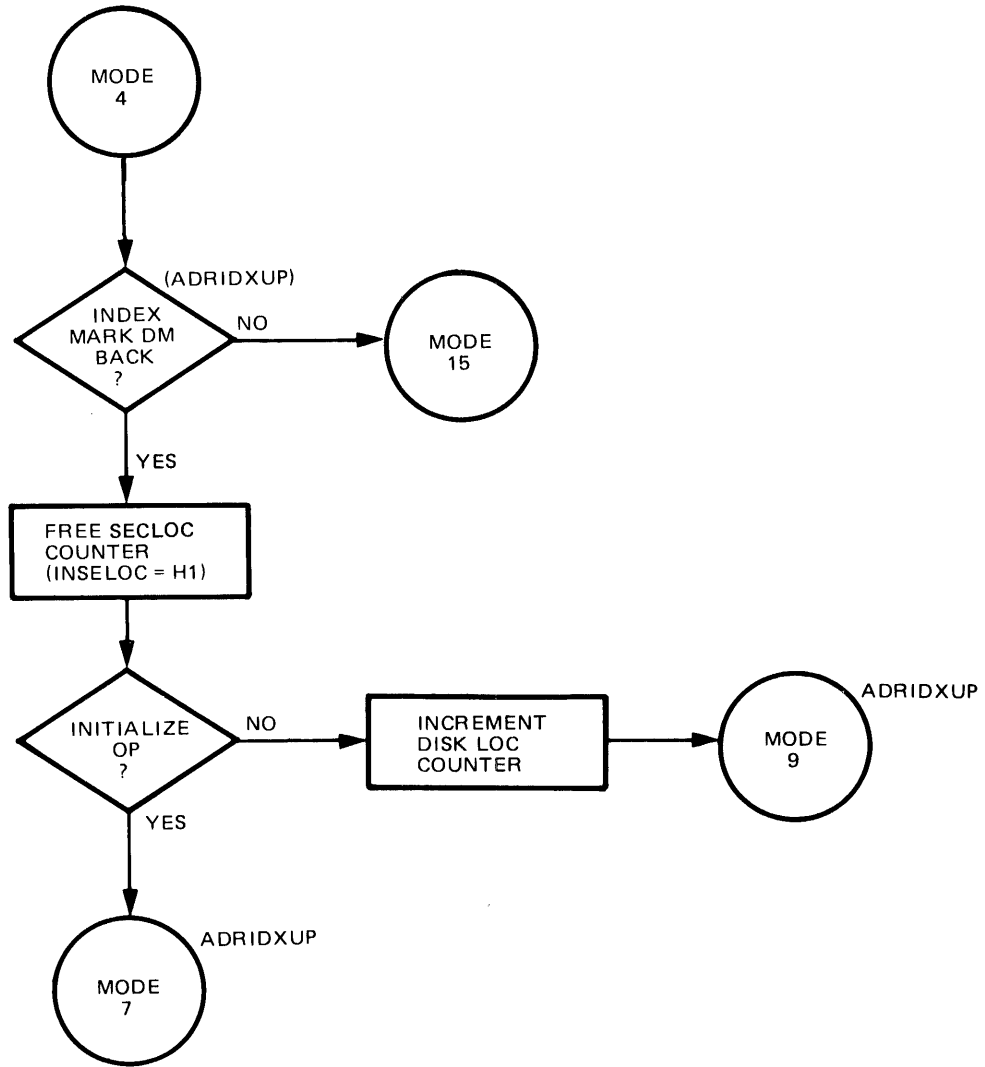 MODE
4
(ADRIDXUP)
INDEX
MARK DM
BACK
?
NO
MODE
15
YES
FREE SECLOC
COUNTER
(INSELOC = H1)
INITIALIZE
OP
?
NO
INCREMENT
DISK LOC
COUNTER
ADRIDXUP
MODE
9
YES
ADRIDXUP
MODE
7